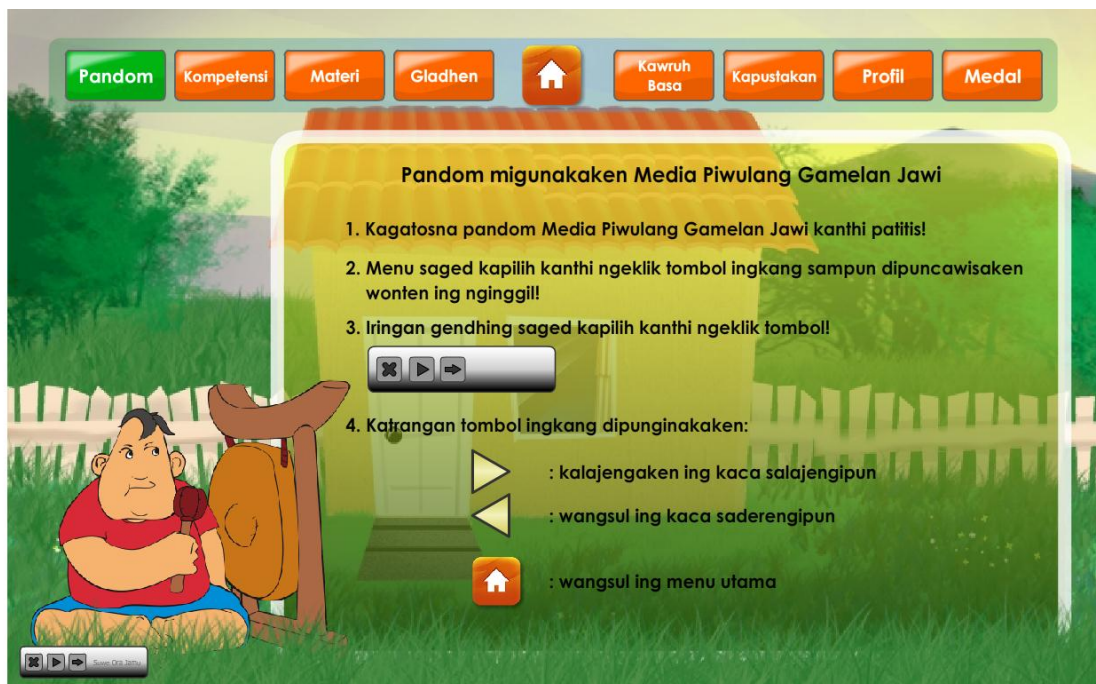 Pandom
Kompetensi
Materi
Gladhen
Kawruh
Basa
Kapustakan
Profil
Medal
Pandom migunakaken Media Piwulang Gamelan Jawi
1. Kagatosna pandom Media Piwulang Gamelan Jawi kanthi patitis!
2. Menu saged kapilih kanthi ngeklik tombol ingkang sampun dipuncawisaken
wonten ing nginggil!
3. Iringan gendhing saged kapilih kanthi ngeklik tombol!
4. Katrangan tombol ingkang dipunginakaken:
: kalajengaken ing kaca salajengipun
: wangsul ing kaca saderengipun
: wangsul ing menu utama